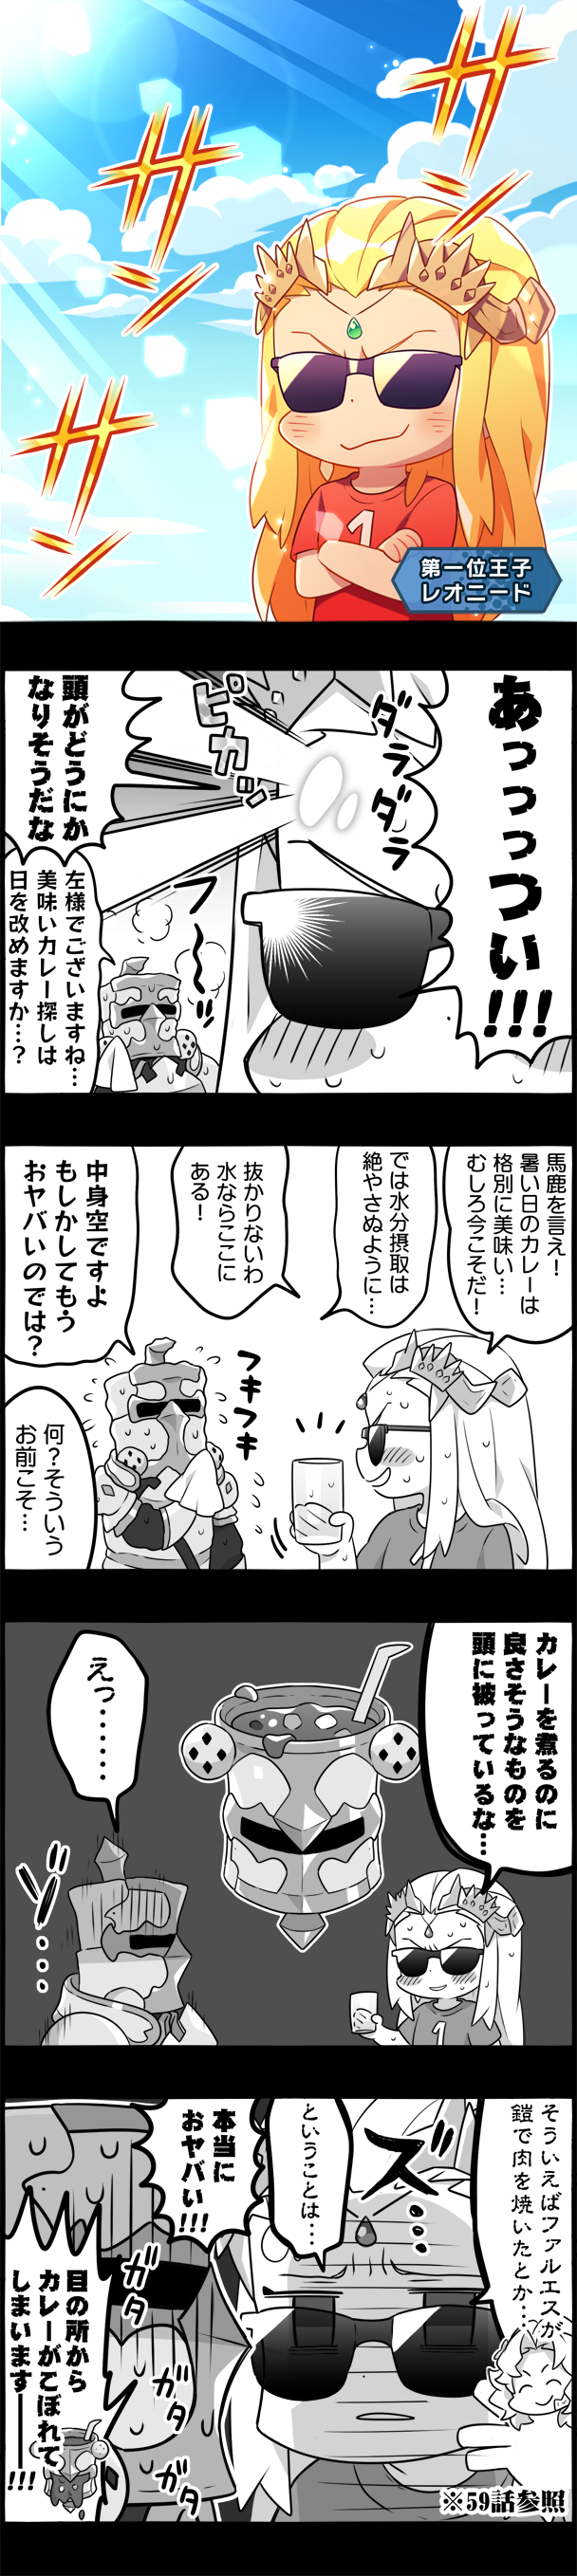 サ゛ン
サ゛ン
サ゛ン
第一位王子
レオニード
あっっっつい!!!
ダラダラ
ピカッ
頭がどうにか
なりそうだな
フ〜〜ッ
左様でございますね…
美味いカレー探しは
日を改めますか…?
馬鹿を言え!
暑い日のカレーは
格別に美味い…
むしろ今こそだ!
では水分摂取は
絶やさぬように…
抜かりないわ
水ならここに
ある!
フキフキ
中身空ですよ
もしかしてもう
おヤバいのでは?
何?そういう
お前こそ…
カレーを煮るのに
良さそうなものを
頭に被っているな…
えっ……
ゾ…
そういえばファルエスが
鎧で肉を焼いたとか…
ズ…
ということは…
本当に
おヤバい!!!
ガタ
ガタ
ガタ
目の所から
カレーがこぼれて
しまいます――!!!
※59話参照